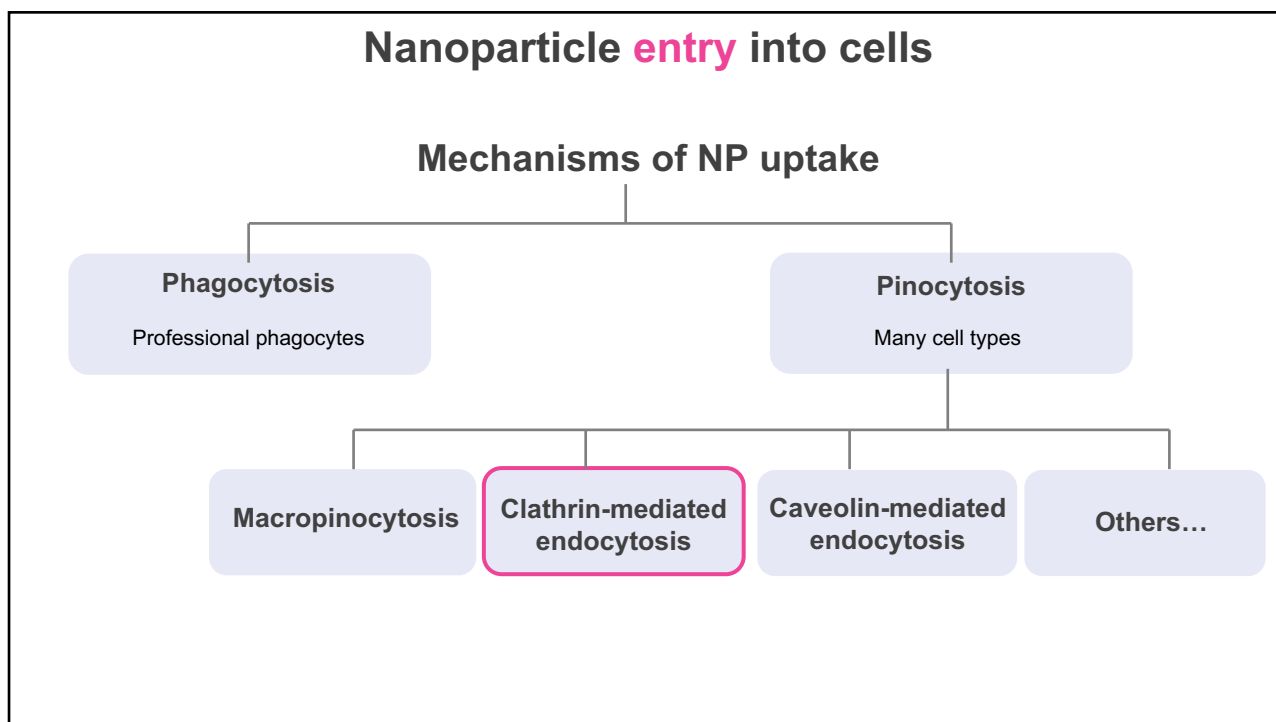 Nanoparticle entry into cells
Mechanisms of NP uptake
Phagocytosis
Professional phagocytes
Pinocytosis
Many cell types
Macropinocytosis
Clathrin-mediated
endocytosis
Caveolin-mediated
endocytosis
Others…